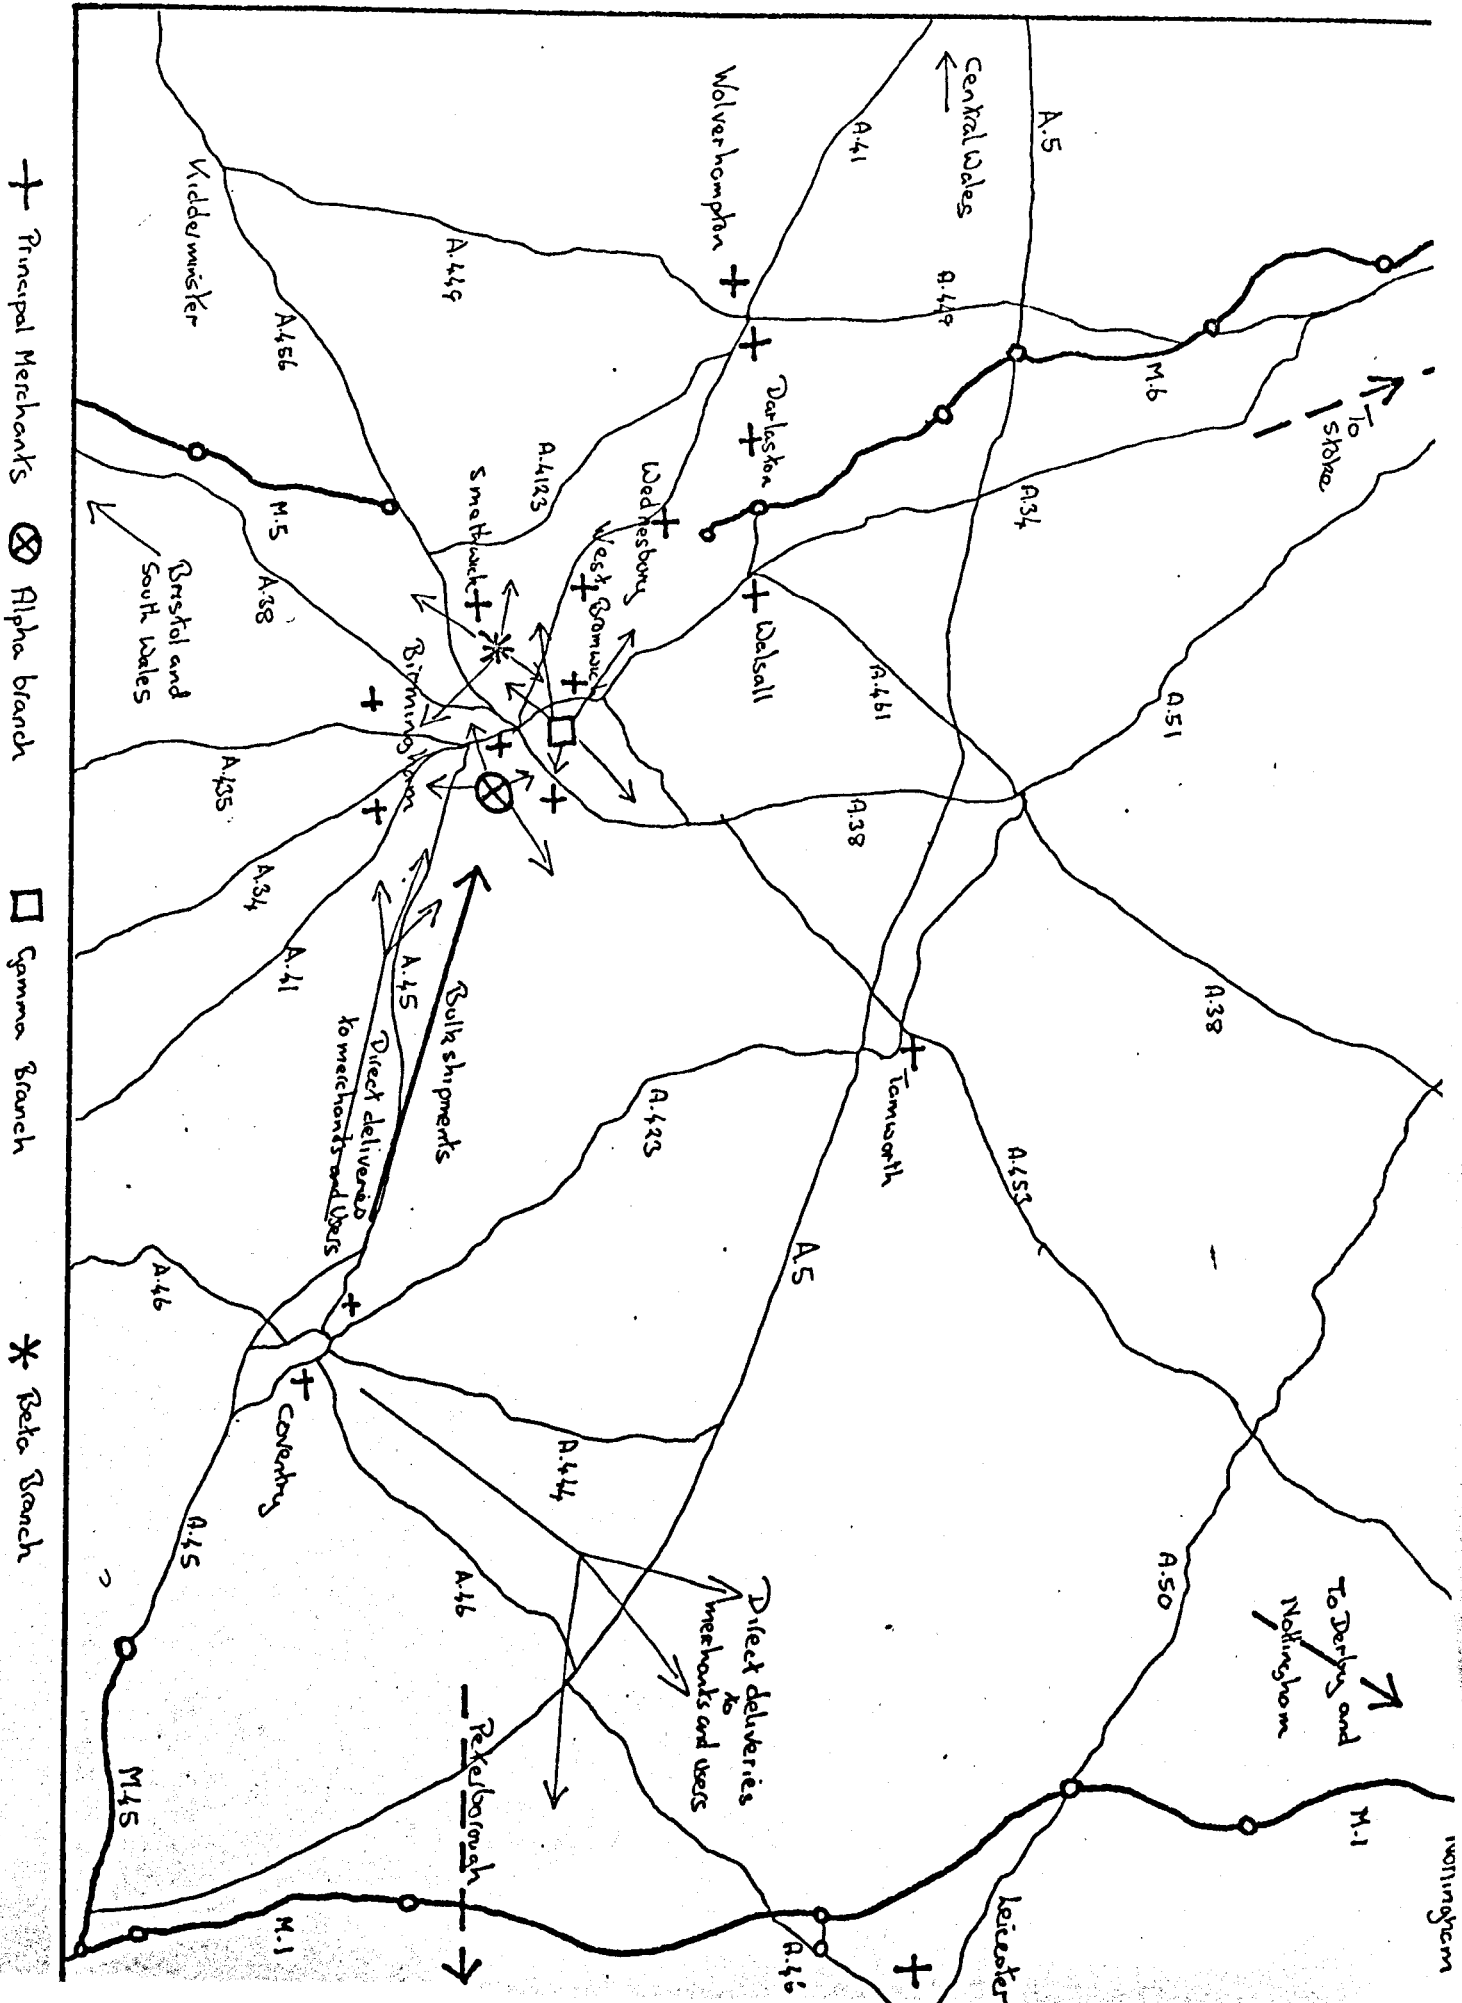 To
Stoke
To Derby and
Nottingham
Nottingham
M.6
A.34
A.51
A.38
A.50
M.1
Central Wales
A.5
A.449
A.41
Wolverhampton
Darlaston
Walsall
A.461
A.38
Tamworth
A.453
Leicester
A.46
Wednesbury
West Bromwich
A.4123
Smethwick
A.449
Kidderminster
A.456
M.5
A.38
Bristol and
South Wales
Birmingham
A.435
A.34
A.41
A.45
Bulk shipments
Direct deliveries
to merchants and Users
A.423
A.5
A.444
Direct deliveries
to
merchants and users
A.46
Coventry
A.46
A.45
M.45
Peterborough
M.1
Principal Merchants
Alpha branch
Gamma Branch
Beta Branch